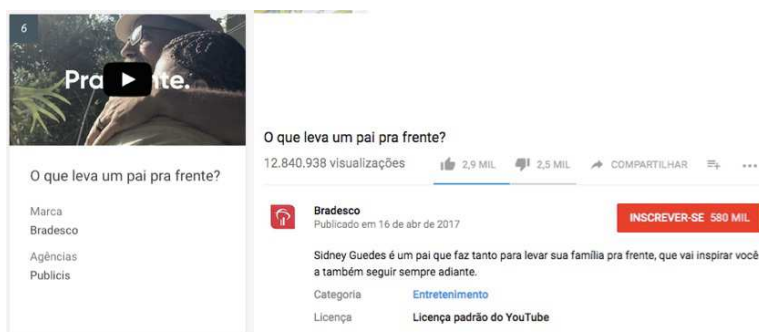 6
Pra frente.
O que leva um pai pra frente?
Marca
Bradesco
Agências
Publicis
O que leva um pai pra frente?
12.840.938 visualizações 2,9 MIL 2,5 MIL COMPARTILHAR ...
Bradesco
Publicado em 16 de abr de 2017
INSCREVER-SE 580 MIL
Sidney Guedes é um pai que faz tanto para levar sua família pra frente, que vai inspirar você
a também seguir sempre adiante.
Categoria Entretenimento
Licença Licença padrão do YouTube